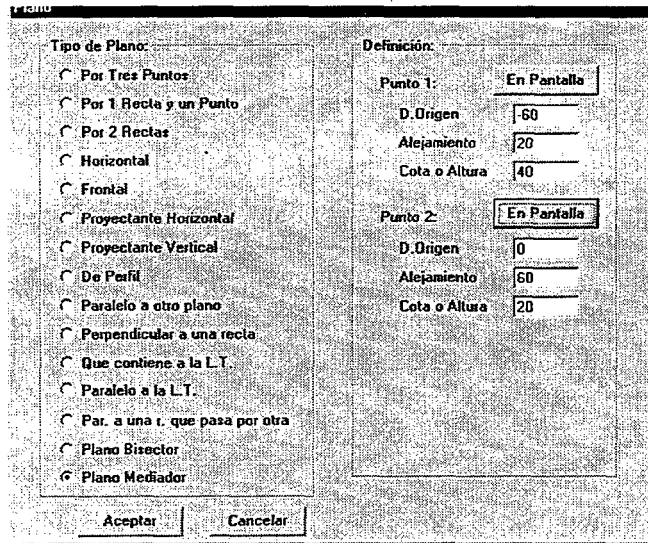 Plano
Tipo de Plano:
Por Tres Puntos
Por 1 Recta y un Punto
Por 2 Rectas
Horizontal
Frontal
Proyectante Horizontal
Proyectante Vertical
De Perfil
Paralelo a otro plano
Perpendicular a una recta
Que contiene a la L.T.
Paralelo a la L.T.
Par. a una r. que pasa por otra
Plano Bisector
Plano Mediador
Aceptar
Cancelar
Definición:
Punto 1:
En Pantalla
D.Origen
-60
Alejamiento
20
Cota o Altura
40
Punto 2:
En Pantalla
D.Origen
0
Alejamiento
60
Cota o Altura
20